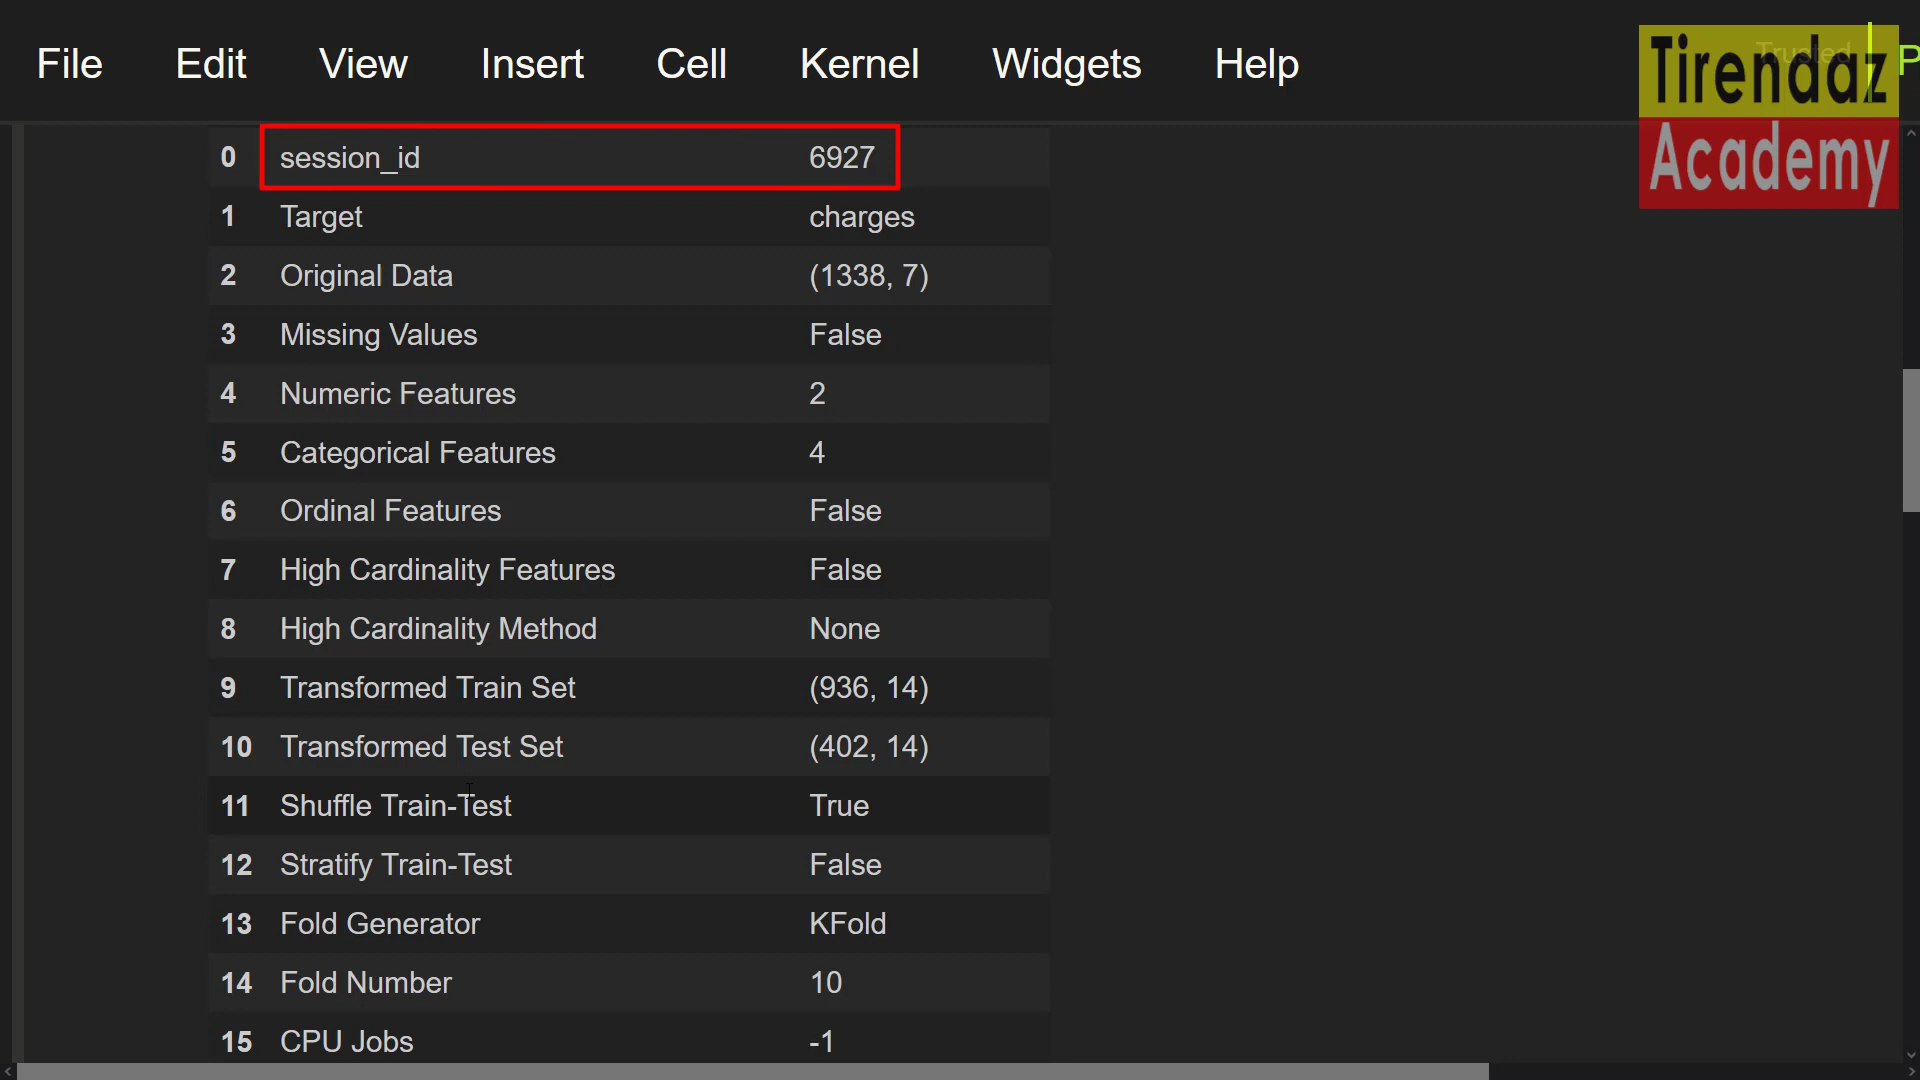 File Edit View Insert Cell Kernel Widgets Help Trusted P
Tirendaz
Academy
0 session_id 6927
1 Target charges
2 Original Data (1338, 7)
3 Missing Values False
4 Numeric Features 2
5 Categorical Features 4
6 Ordinal Features False
7 High Cardinality Features False
8 High Cardinality Method None
9 Transformed Train Set (936, 14)
10 Transformed Test Set (402, 14)
11 Shuffle Train-Test True
12 Stratify Train-Test False
13 Fold Generator KFold
14 Fold Number 10
15 CPU Jobs -1